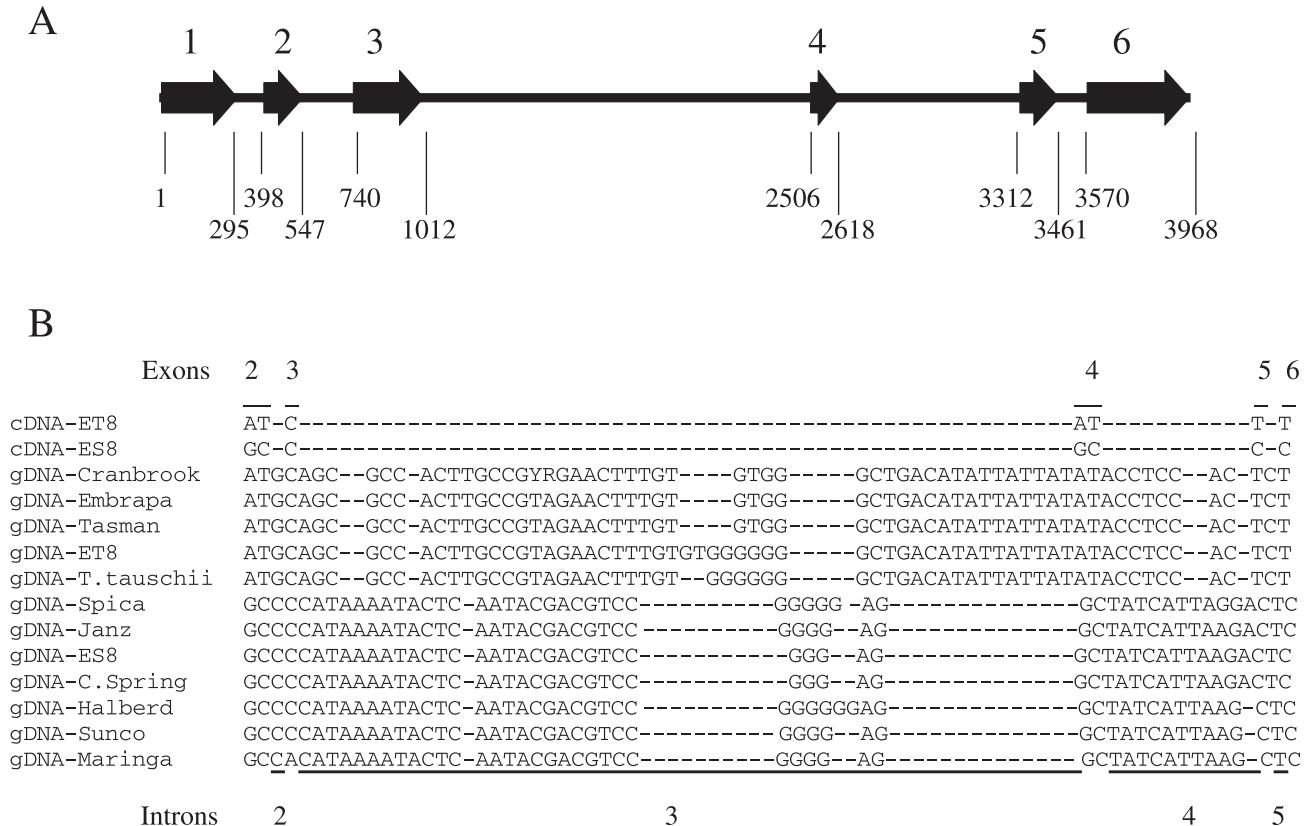 A
1 2 3 4 5 6
1 398 740 2506 3312 3570
295 547 1012 2618 3461 3968
B
Exons 2 3 4 5 6
cDNA-ET8 AT-C--------------------------------------------------------AT-----------T-T
cDNA-ES8 GC-C--------------------------------------------------------GC-----------C-C
gDNA-Cranbrook ATGCAGC--GCC-ACTTGCCGYRGAACTTTGT----GTGG-----GCTGACATATTATTATATACCTCC--AC-TCT
gDNA-Embrapa ATGCAGC--GCC-ACTTGCCGTAGAACTTTGT----GTGG-----GCTGACATATTATTATATACCTCC--AC-TCT
gDNA-Tasman ATGCAGC--GCC-ACTTGCCGTAGAACTTTGT----GTGG-----GCTGACATATTATTATATACCTCC--AC-TCT
gDNA-ET8 ATGCAGC--GCC-ACTTGCCGTAGAACTTTGTGTGGGGGG-----GCTGACATATTATTATATACCTCC--AC-TCT
gDNA-T.tauschii ATGCAGC--GCC-ACTTGCCGTAGAACTTTGT--GGGGGG-----GCTGACATATTATTATATACCTCC--AC-TCT
gDNA-Spica GCCCCATAAAATACTC-AATACGACGTCC----------GGGGG-AG--------------GCTATCATTAGGACTC
gDNA-Janz GCCCCATAAAATACTC-AATACGACGTCC----------GGGG--AG--------------GCTATCATTAAGACTC
gDNA-ES8 GCCCCATAAAATACTC-AATACGACGTCC-----------GGG--AG--------------GCTATCATTAAGACTC
gDNA-C.Spring GCCCCATAAAATACTC-AATACGACGTCC-----------GGG--AG--------------GCTATCATTAAGACTC
gDNA-Halberd GCCCCATAAAATACTC-AATACGACGTCC----------GGGGGGAG--------------GCTATCATTAAG-CTC
gDNA-Sunco GCCCCATAAAATACTC-AATACGACGTCC----------GGGG--AG--------------GCTATCATTAAG-CTC
gDNA-Maringa GCCACATAAAATACTC-AATACGACGTCC----------GGGG--AG--------------GCTATCATTAAG-CTC
Introns 2 3 4 5